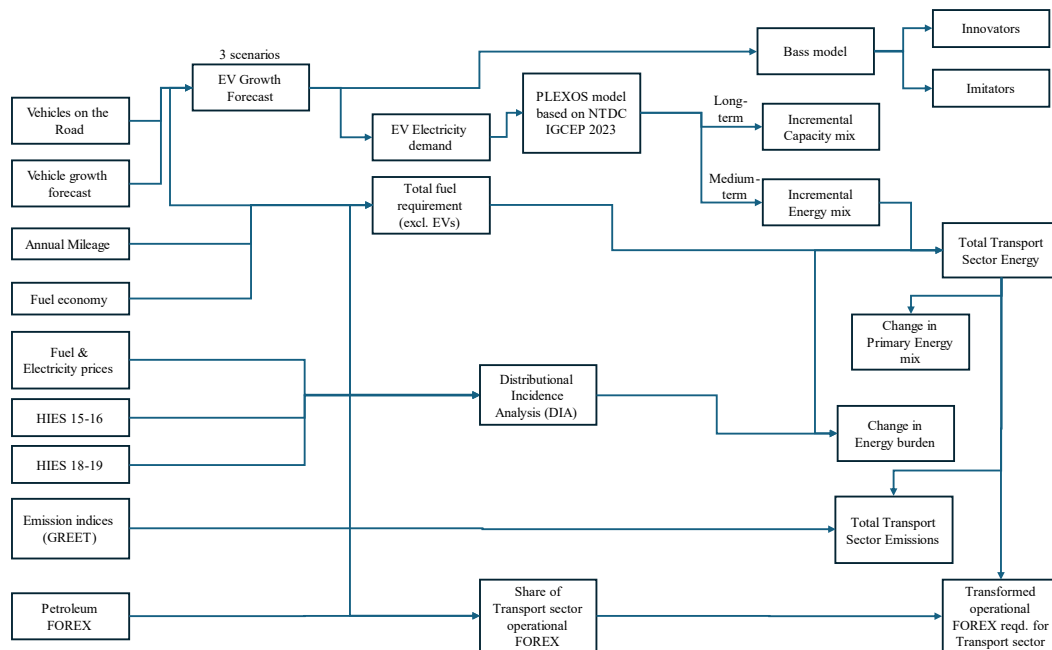 Innovators
Imitators
Bass model
3 scenarios
EV Growth
Forecast
PLEXOS model
based on NTDC
IGCEP 2023
Long-
term
Incremental
Capacity mix
Vehicles on the
Road
EV Electricity
demand
Vehicle growth
forecast
Total fuel
requirement
(excl. EVs)
Medium-
term
Incremental
Energy mix
Annual Mileage
Total Transport
Sector Energy
Fuel economy
Change in
Primary Energy
mix
Fuel &
Electricity prices
Distributional
Incidence
Analysis (DIA)
HIES 15-16
Change in
Energy burden
HIES 18-19
Emission indices
(GREET)
Total Transport
Sector Emissions
Petroleum
FOREX
Share of
Transport sector
operational
FOREX
Transformed
operational
FOREX reqd. for
Transport sector